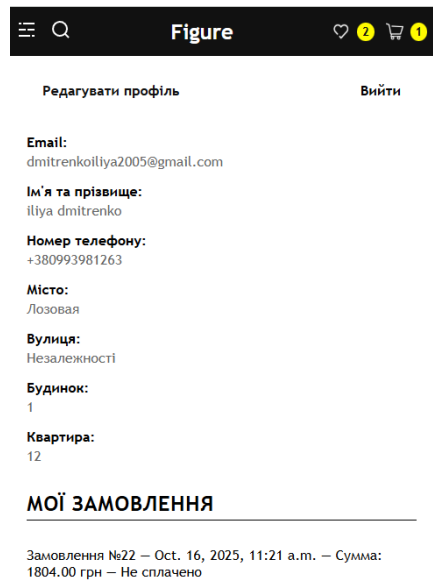 Figure
2
1
Редагувати профіль
Вийти
Email:
dmitrenkoiliya2005@gmail.com
Ім'я та прізвище:
iliya dmitrenko
Номер телефону:
+380993981263
Місто:
Лозовая
Вулиця:
Незалежності
Будинок:
1
Квартира:
12
МОЇ ЗАМОВЛЕННЯ
Замовлення №22 — Oct. 16, 2025, 11:21 a.m. — Сумма:
1804.00 грн — Не сплачено